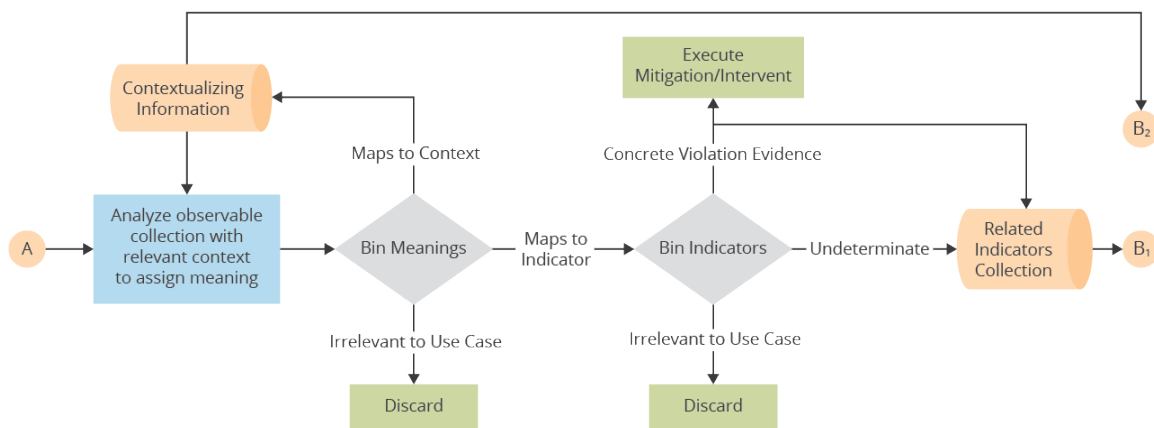 Execute
Mitigation/Intervent
Contextualizing
Information
B₂
Maps to Context
Concrete Violation Evidence
A
Analyze observable
collection with
relevant context
to assign meaning
Bin Meanings
Maps to
Indicator
Bin Indicators
Undeterminate
Related
Indicators
Collection
B₁
Irrelevant to Use Case
Irrelevant to Use Case
Discard
Discard